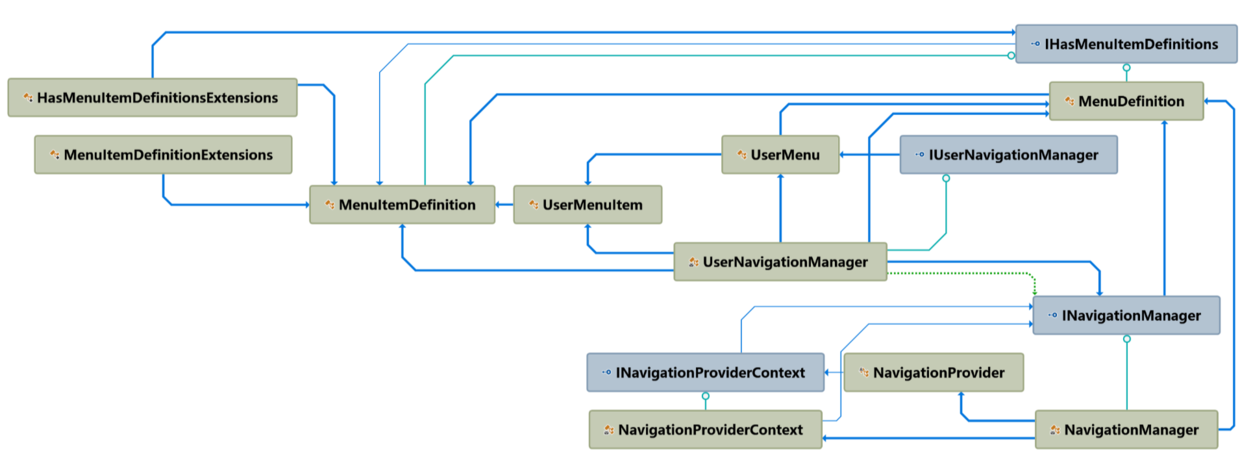 IHasMenuItemDefinitions
HasMenuItemDefinitionsExtensions
MenuDefinition
MenuItemDefinitionExtensions
UserMenu
IUserNavigationManager
MenuItemDefinition
UserMenuItem
UserNavigationManager
INavigationManager
INavigationProviderContext
NavigationProvider
NavigationProviderContext
NavigationManager